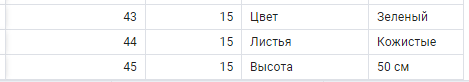 43 15 Цвет Зеленый
44 15 Листья Кожистые
45 15 Высота 50 см